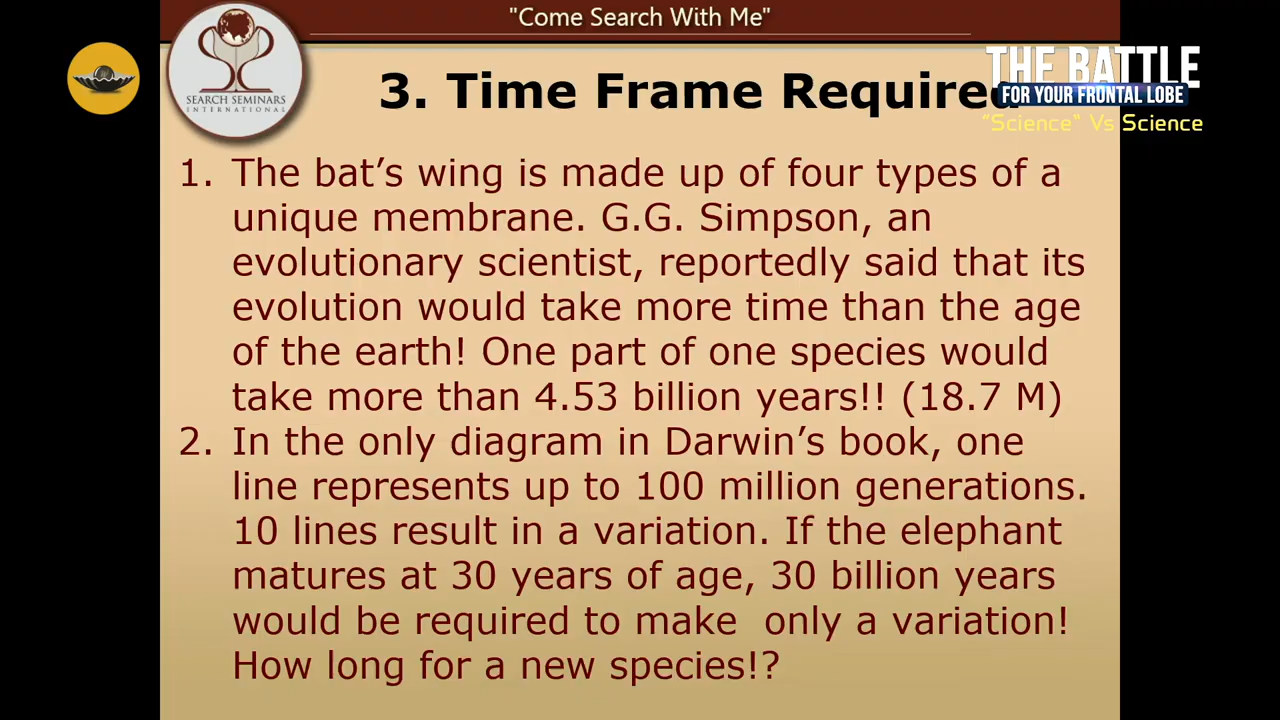 "Come Search With Me"
SEARCH SEMINARS
INTERNATIONAL
THE BATTLE
FOR YOUR FRONTAL LOBE
"Science" Vs Science
3. Time Frame Required
1. The bat’s wing is made up of four types of a
unique membrane. G.G. Simpson, an
evolutionary scientist, reportedly said that its
evolution would take more time than the age
of the earth! One part of one species would
take more than 4.53 billion years!! (18.7 M)
2. In the only diagram in Darwin’s book, one
line represents up to 100 million generations.
10 lines result in a variation. If the elephant
matures at 30 years of age, 30 billion years
would be required to make  only a variation!
How long for a new species!?